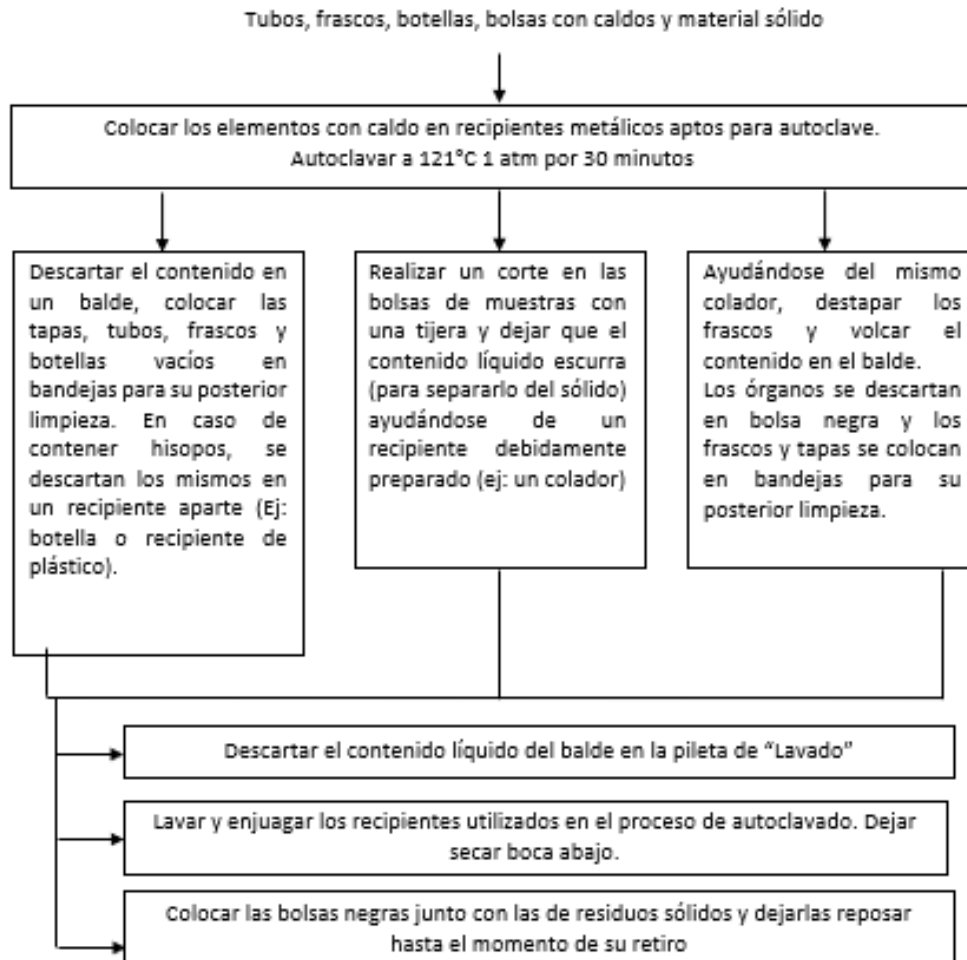 Tubos, frascos, botellas, bolsas con caldos y material sólido
Colocar los elementos con caldo en recipientes metálicos aptos para autoclave.
Autoclavar a 121°C 1 atm por 30 minutos
Descartar el contenido en
un balde, colocar las
tapas, tubos, frascos y
botellas vacíos en
bandejas para su posterior
limpieza. En caso de
contener hisopos, se
descartan los mismos en
un recipiente aparte (Ej:
botella o recipiente de
plástico).
Realizar un corte en las
bolsas de muestras con
una tijera y dejar que el
contenido líquido escurra
(para separarlo del sólido)
ayudándose de un
recipiente debidamente
preparado (ej: un colador)
Ayudándose del mismo
colador, destapar los
frascos y volcar el
contenido en el balde.
Los órganos se descartan
en bolsa negra y los
frascos y tapas se colocan
en bandejas para su
posterior limpieza.
Descartar el contenido líquido del balde en la pileta de “Lavado”
Lavar y enjuagar los recipientes utilizados en el proceso de autoclavado. Dejar
secar boca abajo.
Colocar las bolsas negras junto con las de residuos sólidos y dejarlas reposar
hasta el momento de su retiro